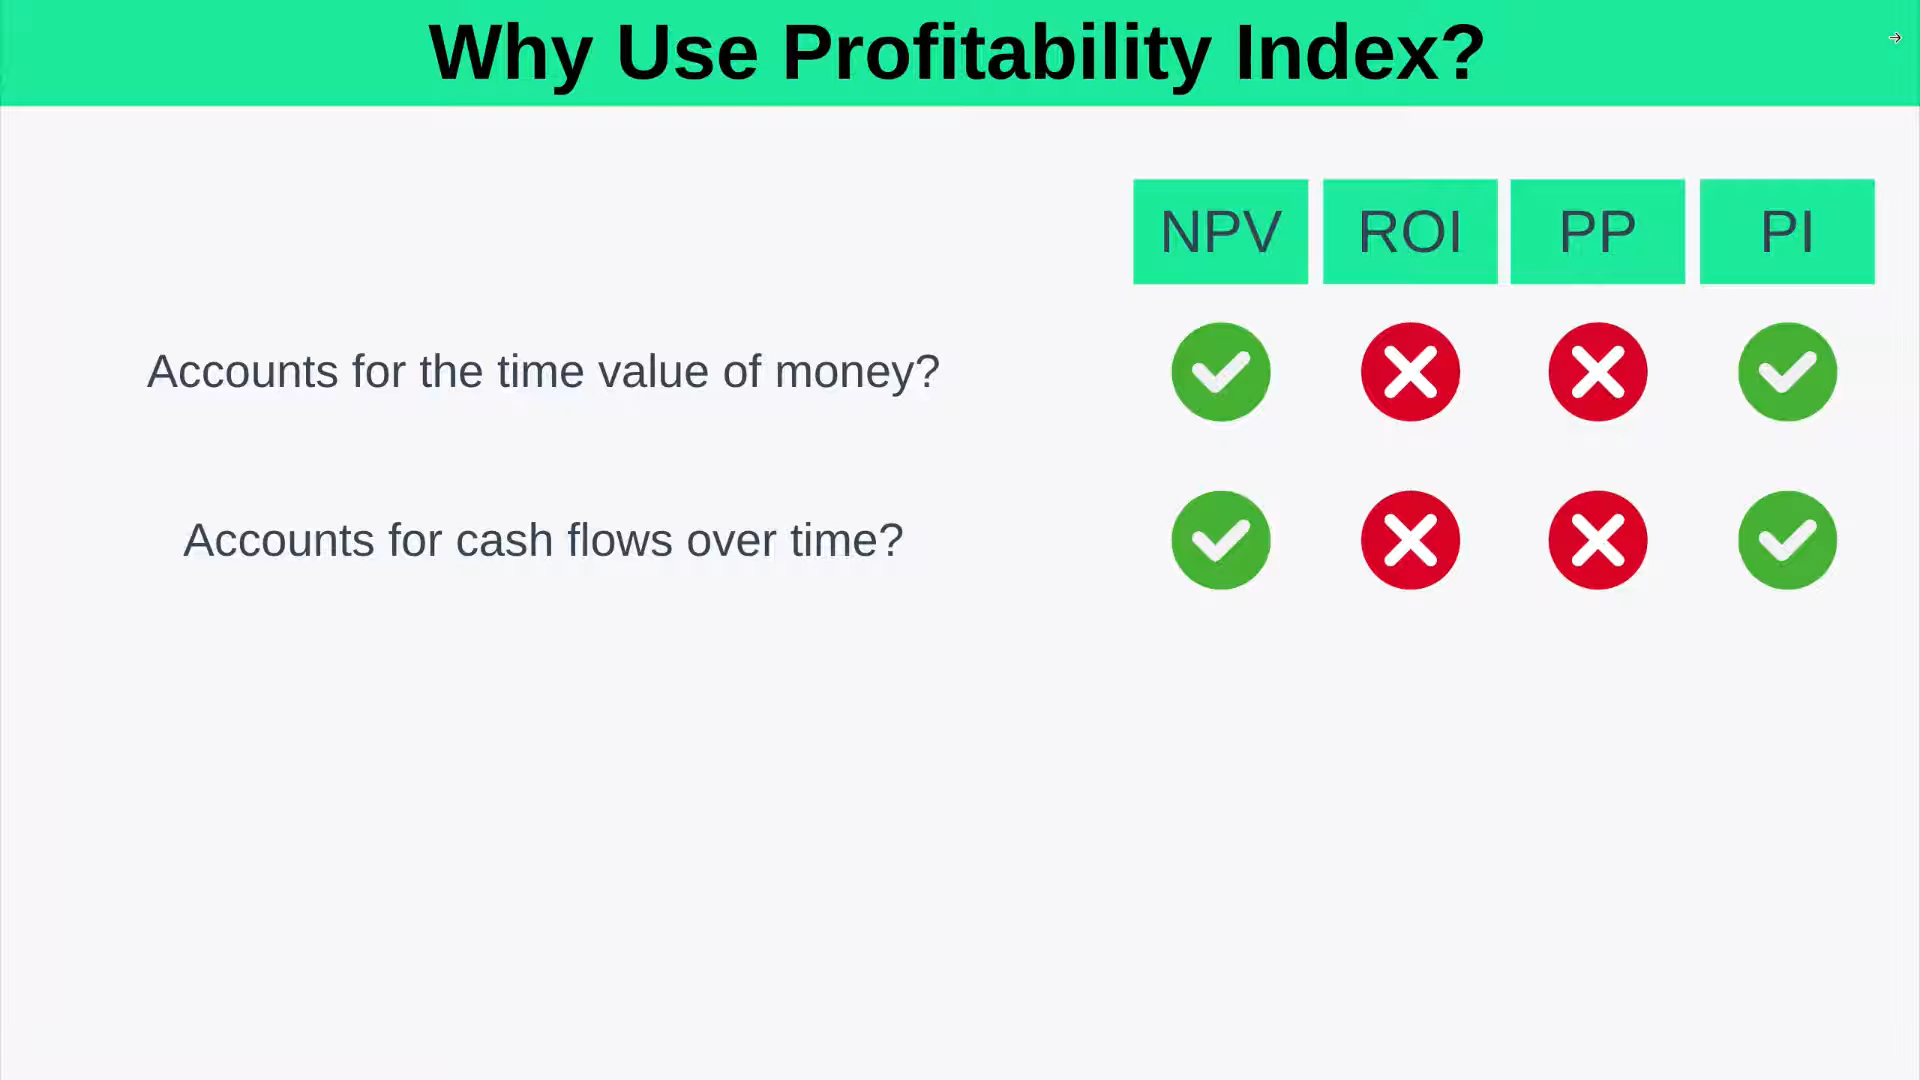 Why Use Profitability Index?
NPV ROI PP PI
Accounts for the time value of money?
Accounts for cash flows over time?